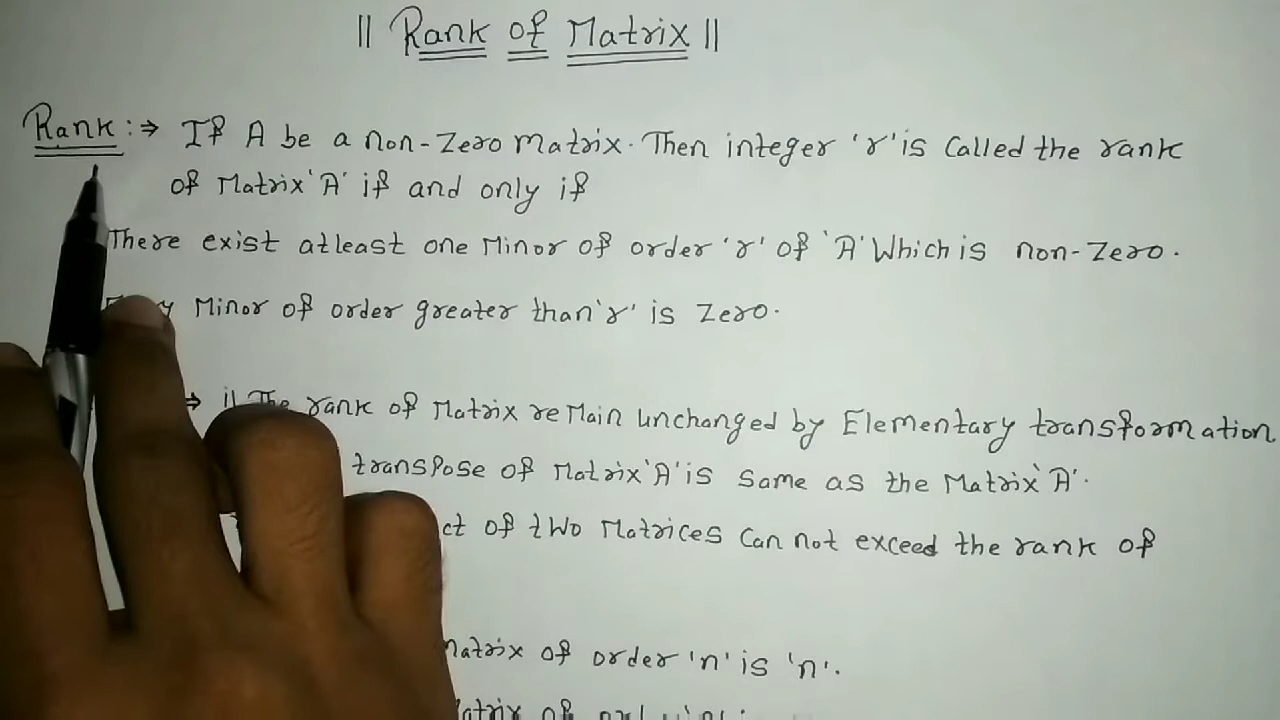 || Rank of Matrix ||
Rank :⇒ If A be a non-Zero matrix. Then integer 'r' is Called the rank
of Matrix 'A' if and only if
There exist atleast one Minor of order 'r' of 'A' Which is non-Zero.
Minor of order greater than 'r' is Zero.
⇒ i| The rank of Matrix reMain unchanged by Elementary transformation
transpose of Matrix 'A' is same as the Matrix 'A'.
of two Matrices Can not exceed the rank of
matrix of order 'n' is 'n'.
Matrix of